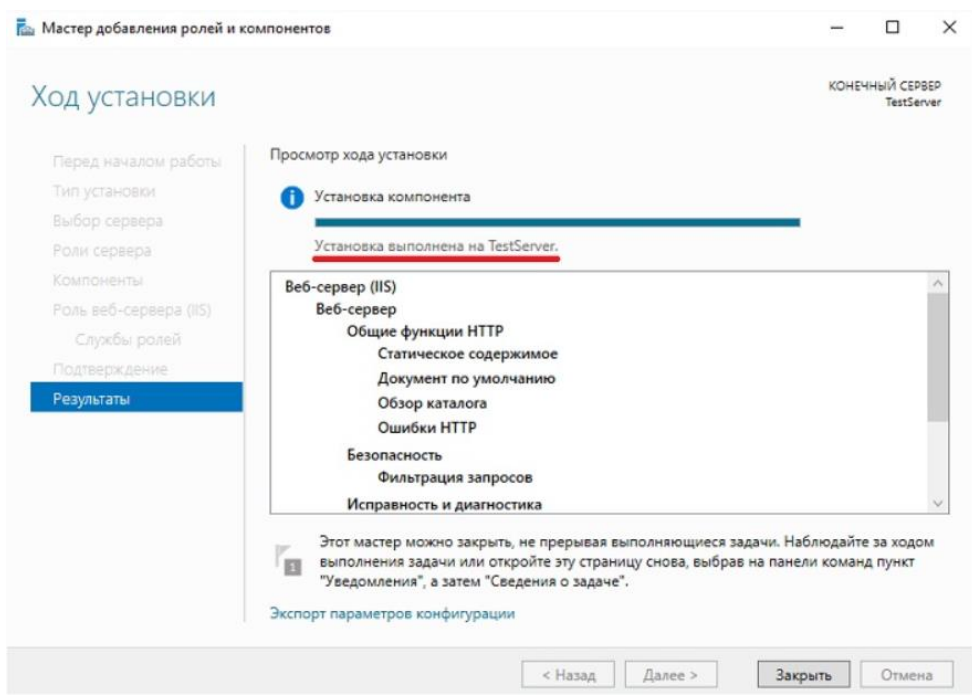 Мастер добавления ролей и компонентов
Ход установки
КОНЕЧНЫЙ СЕРВЕР
TestServer
Перед началом работы
Тип установки
Выбор сервера
Роли сервера
Компоненты
Роль веб-сервера (IIS)
Службы ролей
Подтверждение
Результаты
Просмотр хода установки
Установка компонента
Установка выполнена на TestServer.
Веб-сервер (IIS)
Веб-сервер
Общие функции HTTP
Статическое содержимое
Документ по умолчанию
Обзор каталога
Ошибки HTTP
Безопасность
Фильтрация запросов
Исправность и диагностика
1
Этот мастер можно закрыть, не прерывая выполняющиеся задачи. Наблюдайте за ходом
выполнения задачи или откройте эту страницу снова, выбрав на панели команд пункт
"Уведомления", а затем "Сведения о задаче".
Экспорт параметров конфигурации
< Назад
Далее >
Закрыть
Отмена